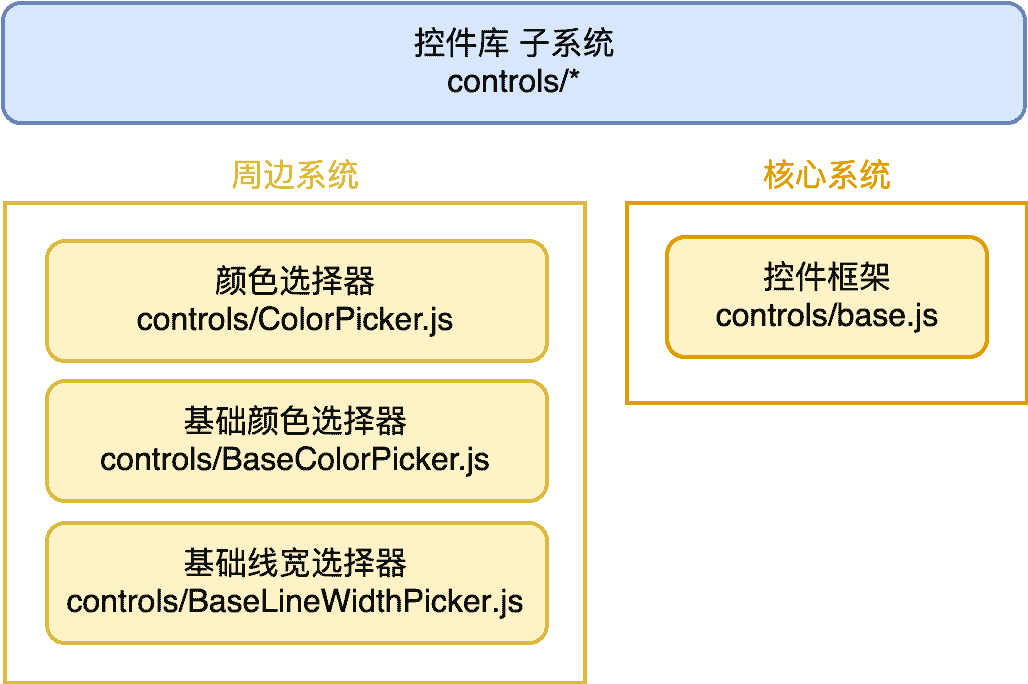 控件库 子系统
controls/*
周边系统
核心系统
颜色选择器
controls/ColorPicker.js
控件框架
controls/base.js
基础颜色选择器
controls/BaseColorPicker.js
基础线宽选择器
controls/BaseLineWidthPicker.js